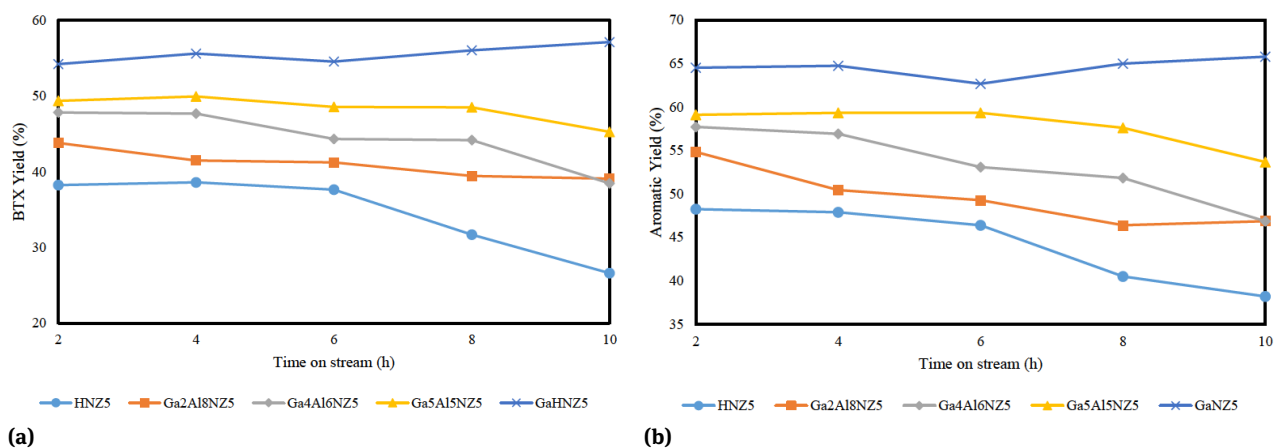 60
50
40
30
20
BTX Yield (%)
2 4 6 8 10
Time on stream (h)
HNZ5 Ga2Al8NZ5 Ga4Al6NZ5 Ga5Al5NZ5 GaHNZ5
(a)
70
65
60
55
50
45
40
35
Aromatic Yield (%)
2 4 6 8 10
Time on stream (h)
HNZ5 Ga2Al8NZ5 Ga4Al6NZ5 Ga5Al5NZ5 GaNZ5
(b)